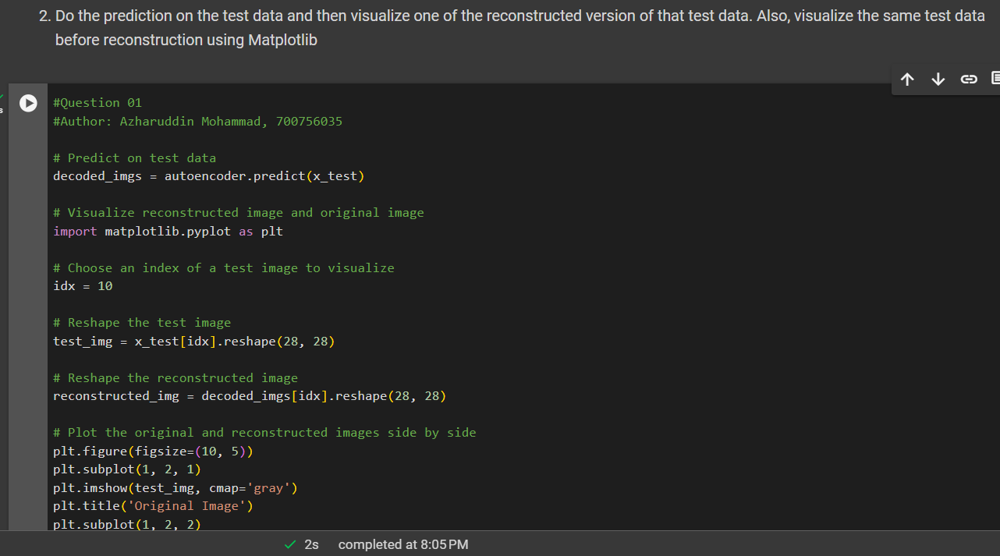 2. Do the prediction on the test data and then visualize one of the reconstructed version of that test data. Also, visualize the same test data
before reconstruction using Matplotlib
#Question 01
#Author: Azharuddin Mohammad, 700756035
# Predict on test data
decoded_imgs = autoencoder.predict(x_test)
# Visualize reconstructed image and original image
import matplotlib.pyplot as plt
# Choose an index of a test image to visualize
idx = 10
# Reshape the test image
test_img = x_test[idx].reshape(28, 28)
# Reshape the reconstructed image
reconstructed_img = decoded_imgs[idx].reshape(28, 28)
# Plot the original and reconstructed images side by side
plt.figure(figsize=(10, 5))
plt.subplot(1, 2, 1)
plt.imshow(test_img, cmap='gray')
plt.title('Original Image')
plt.subplot(1, 2, 2)
s
✓ 2s completed at 8:05 PM